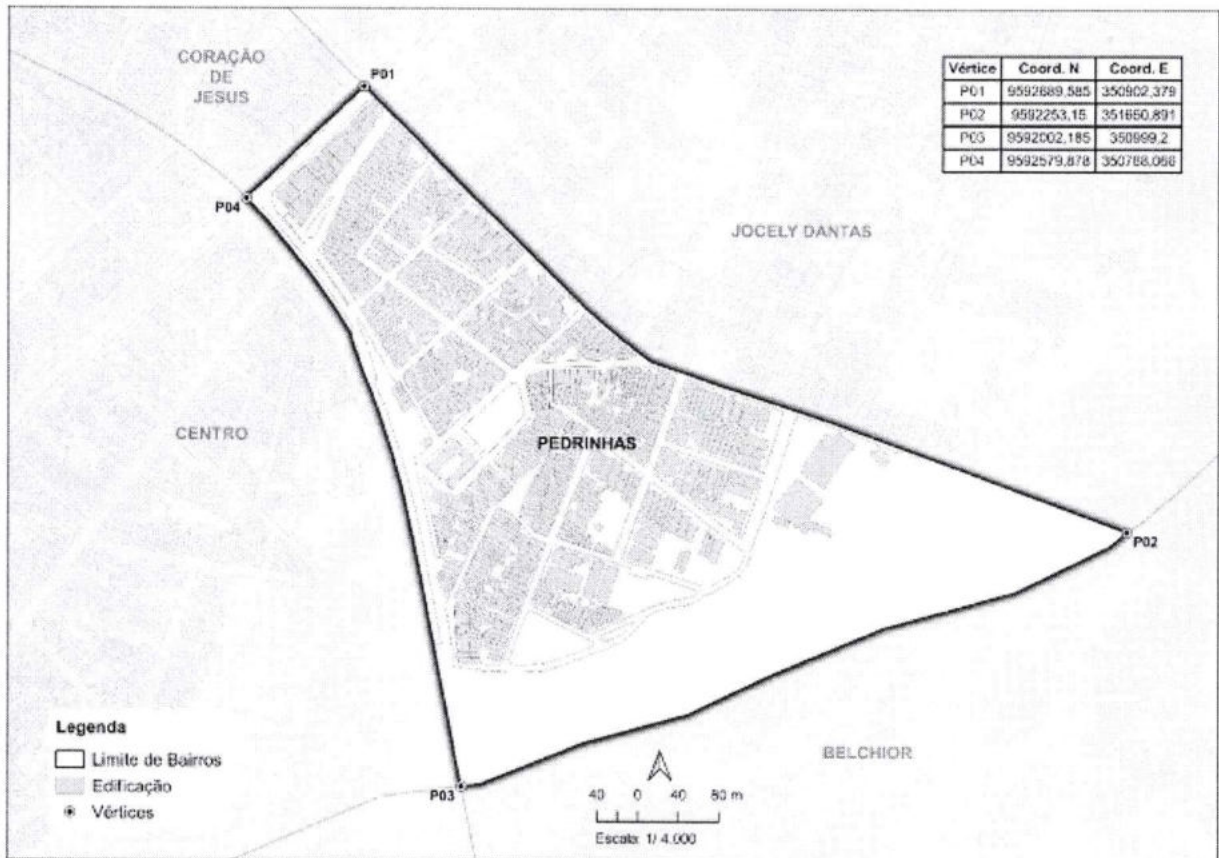 CORAÇÃO
DE
JESUS
P01
Vértice Coord. N Coord. E
P01 9592689,585 350902,379
P02 9592253,15 351650,891
P03 9592002,185 350999,2
P04 9592579,878 350788,066
P04
JOCELY DANTAS
CENTRO
PEDRINHAS
P02
Legenda
Limite de Bairros
Edificação
Vértices
P03
BELCHIOR
40 0 40 80 m
Escala: 1/ 4.000